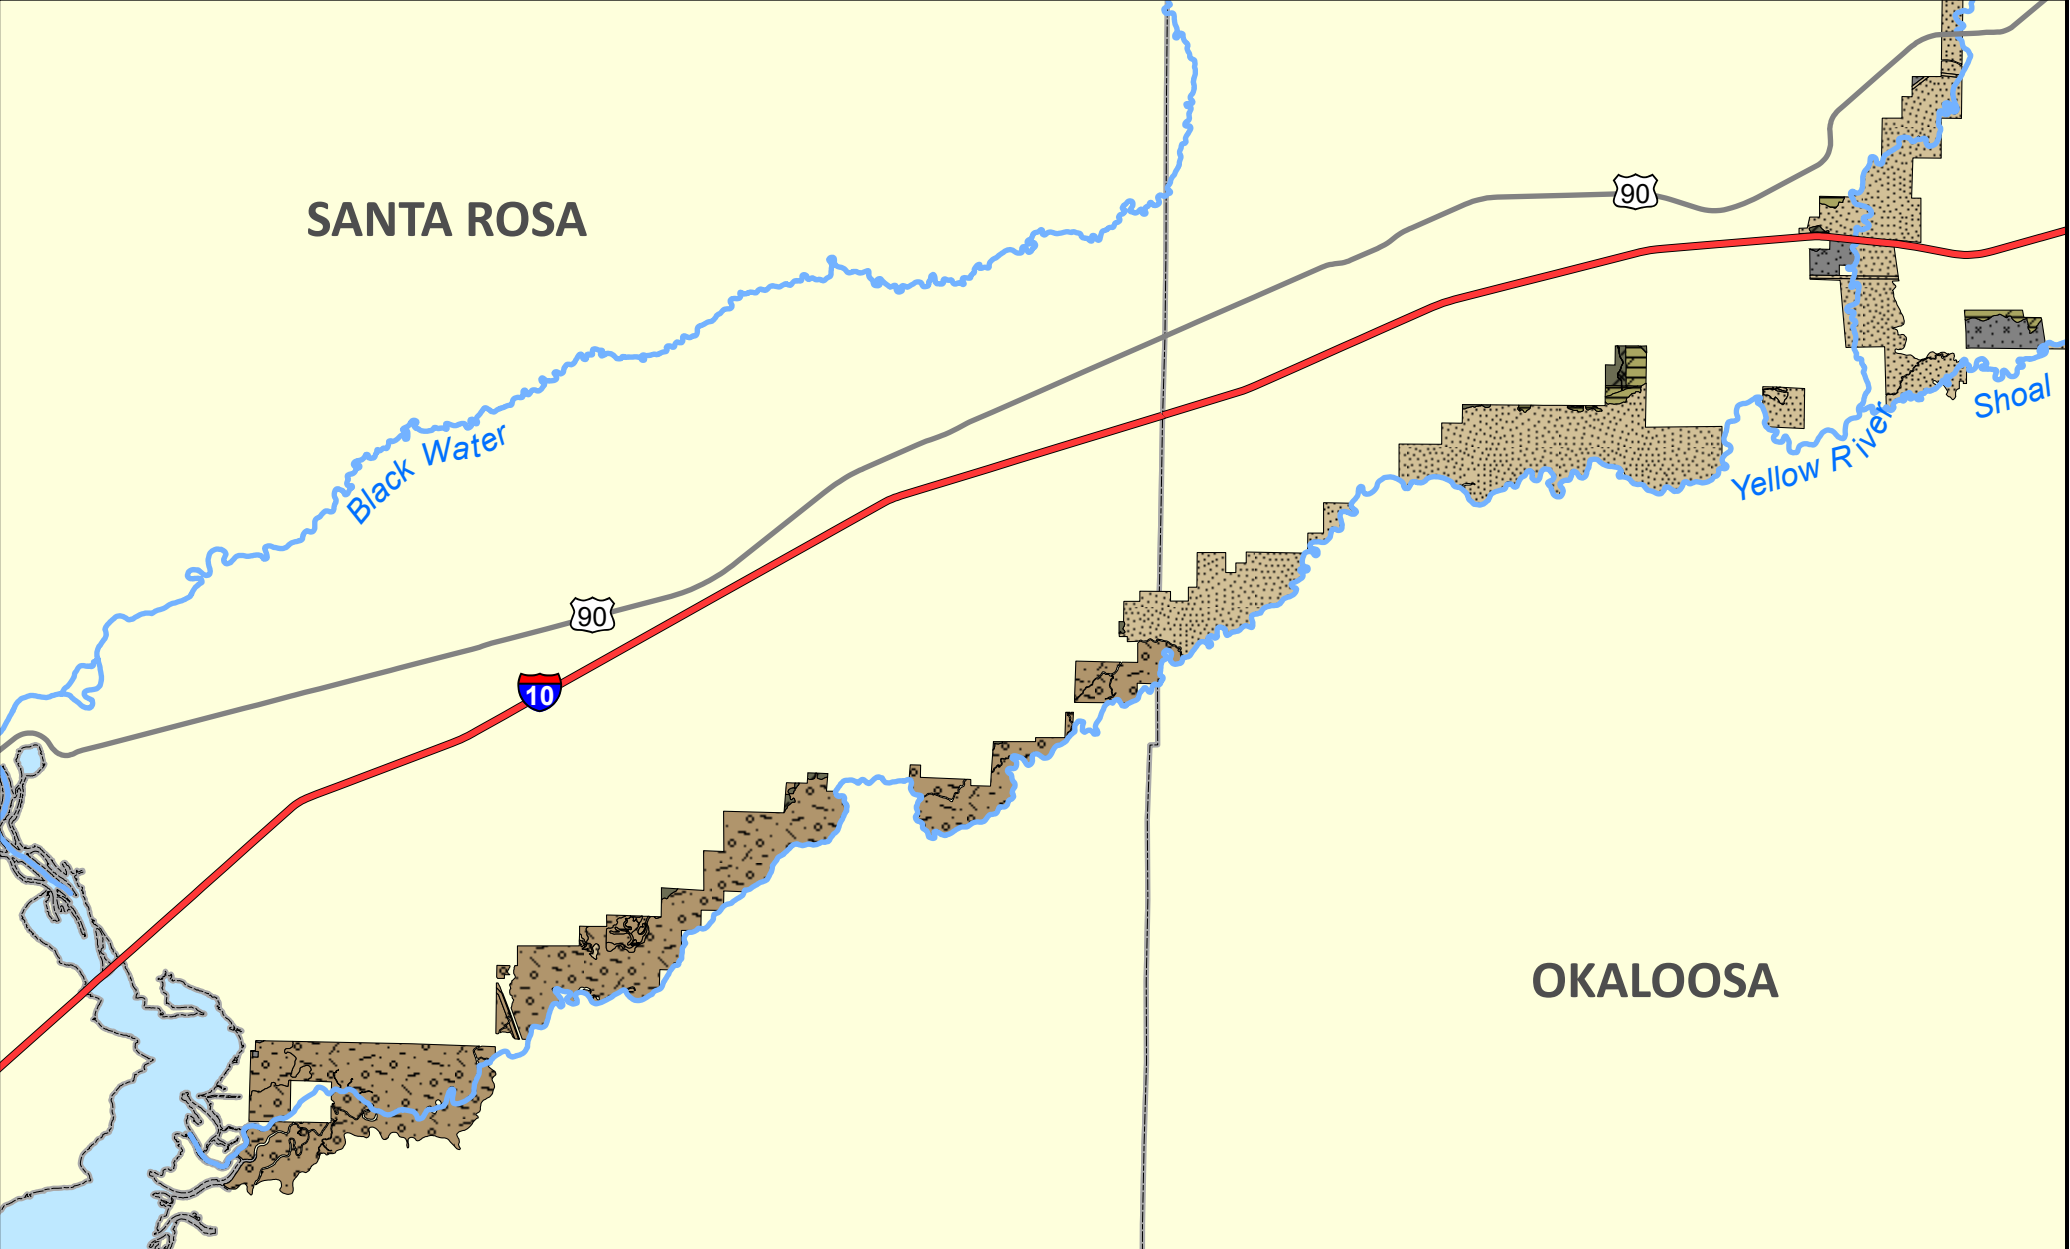 90
SANTA ROSA
Shoal
Black Water
Yellow River
90
10
OKALOOSA